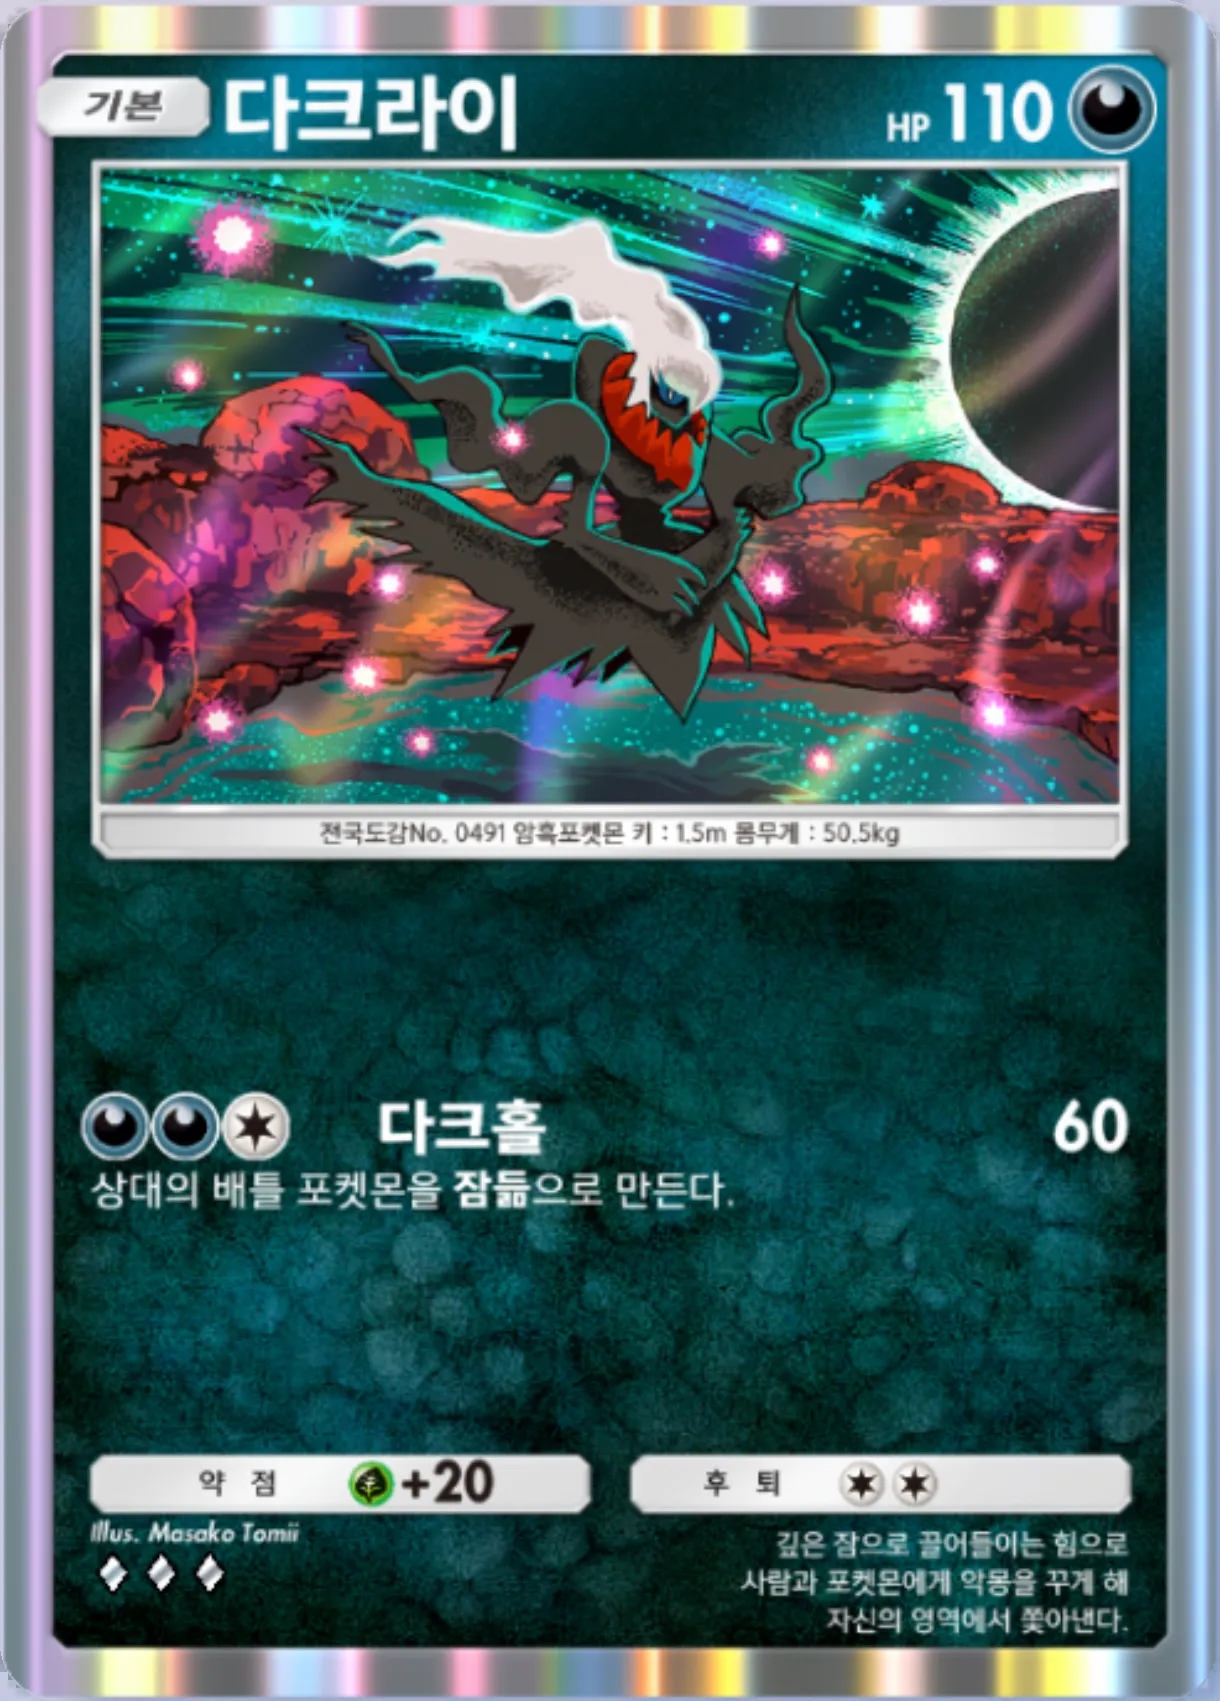 기본 다크라이 HP 110
전국도감No. 0491 암흑포켓몬 키 : 1.5m 몸무게 : 50.5kg
다크홀 60
상대의 배틀 포켓몬을 잠듦으로 만든다.
약 점 +20 후 퇴
Illus. Masako Tomii
깊은 잠으로 끌어들이는 힘으로
사람과 포켓몬에게 악몽을 꾸게 해
자신의 영역에서 쫓아낸다.